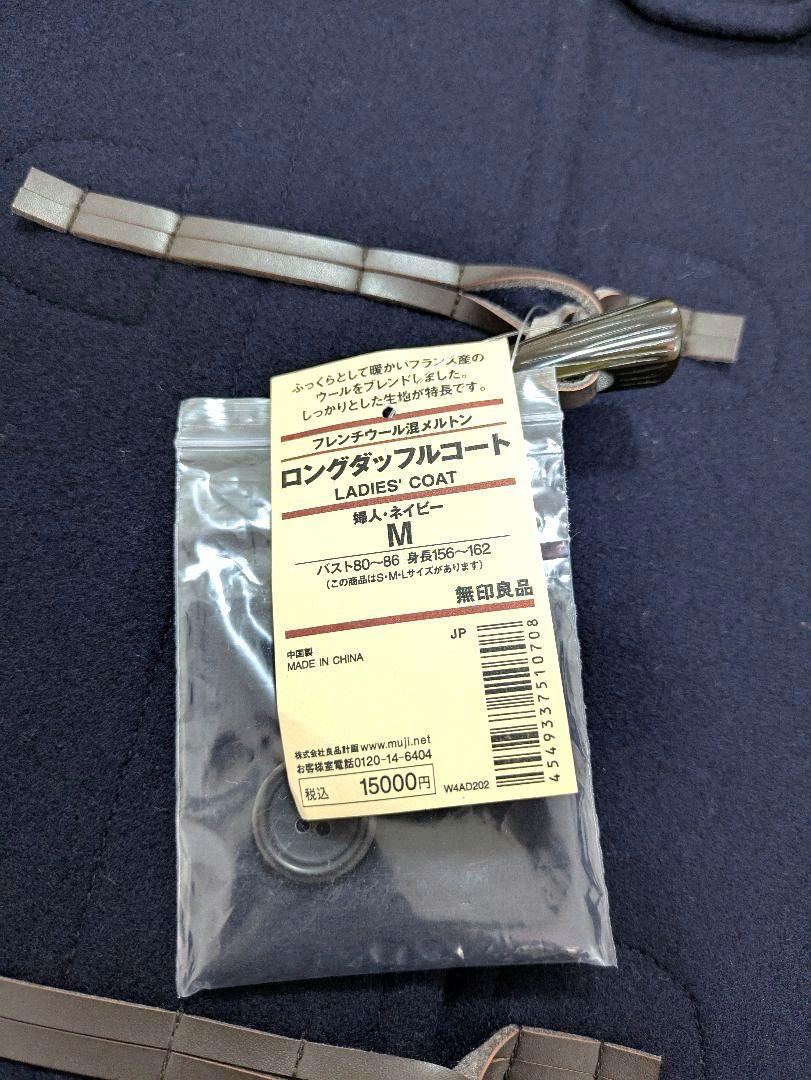 ふっくらとして暖かいフランス産の
ウールをブレンドしました。
しっかりとした生地が特長です。
フレンチウール混メルトン
ロングダッフルコート
LADIES' COAT
婦人・ネイビー
M
バスト80〜86 身長156〜162
（この商品はS・M・Lサイズがあります）
無印良品
JP
中国製
MADE IN CHINA
株式会社良品計画 www.muji.net
お客様室電話0120-14-6404
税込 15000円
W4AD202
4549337510708